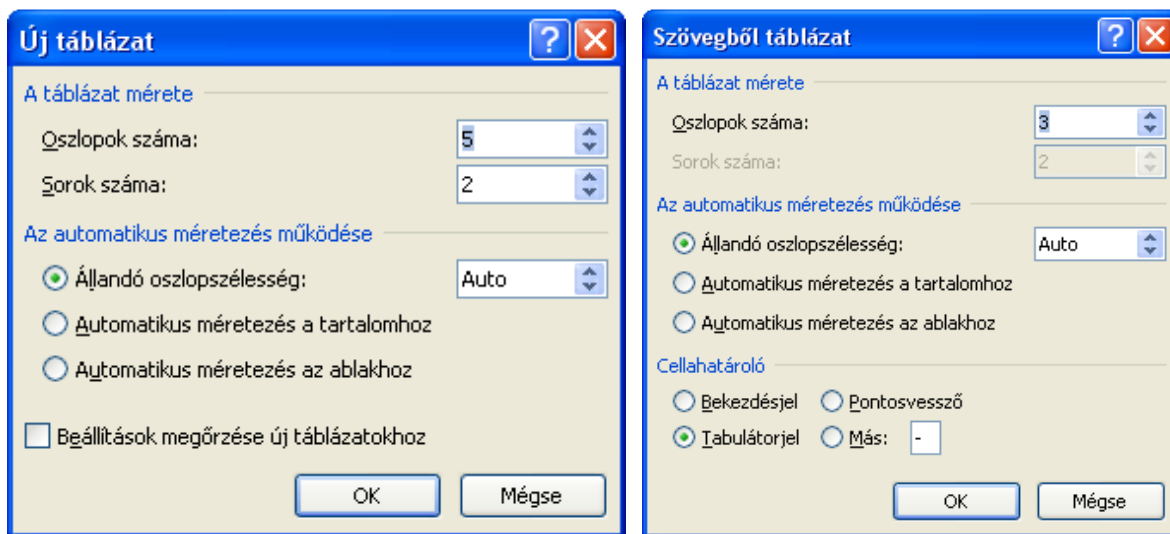 Új táblázat
A táblázat mérete
Oszlopok száma: 5
Sorok száma: 2
Az automatikus méretezés működése
Állandó oszlopszélesség: Auto
Automatikus méretezés a tartalomhoz
Automatikus méretezés az ablakhoz
Beállítások megőrzése új táblázatokhoz
OK Mégse
Szövegből táblázat
A táblázat mérete
Oszlopok száma: 3
Sorok száma: 2
Az automatikus méretezés működése
Állandó oszlopszélesség: Auto
Automatikus méretezés a tartalomhoz
Automatikus méretezés az ablakhoz
Cellahatároló
Bekezdésjel Pontosvessző
Tabulátorjel Más: -
OK Mégse